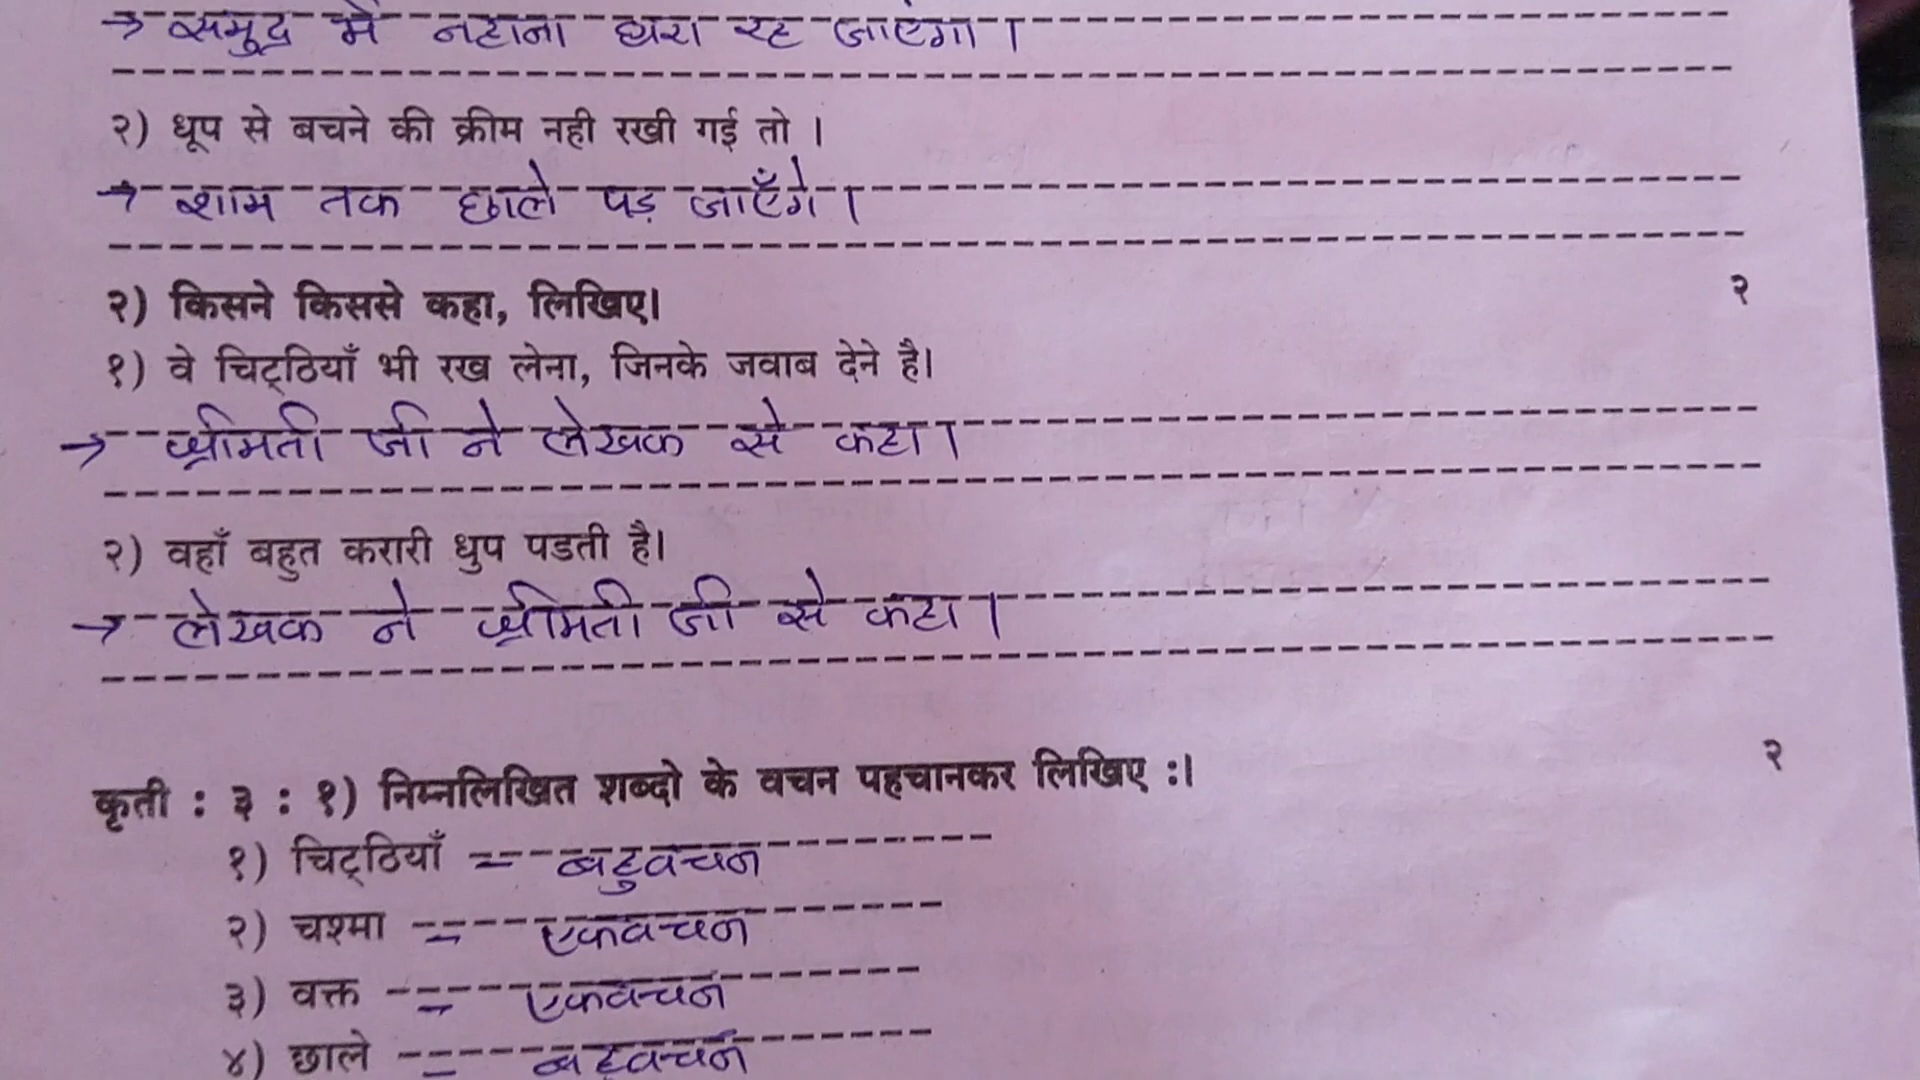 → समुद्र में नहाना धरा रह जाएगा ।
२) धूप से बचने की क्रीम नही रखी गई तो ।
→ शाम तक छाले पड़ जाएँगे ।
२) किसने किससे कहा, लिखिए। २
१) वे चिट्ठियाँ भी रख लेना, जिनके जवाब देने है।
→ श्रीमती जी ने लेखक से कहा ।
२) वहाँ बहुत करारी धुप पडती है।
→ लेखक ने श्रीमती जी से कहा ।
कृती : ३ : १) निम्नलिखित शब्दो के वचन पहचानकर लिखिए :। २
१) चिट्ठियाँ = बहुवचन
२) चश्मा = एकवचन
३) वक्त = एकवचन
४) छाले = बहुवचन